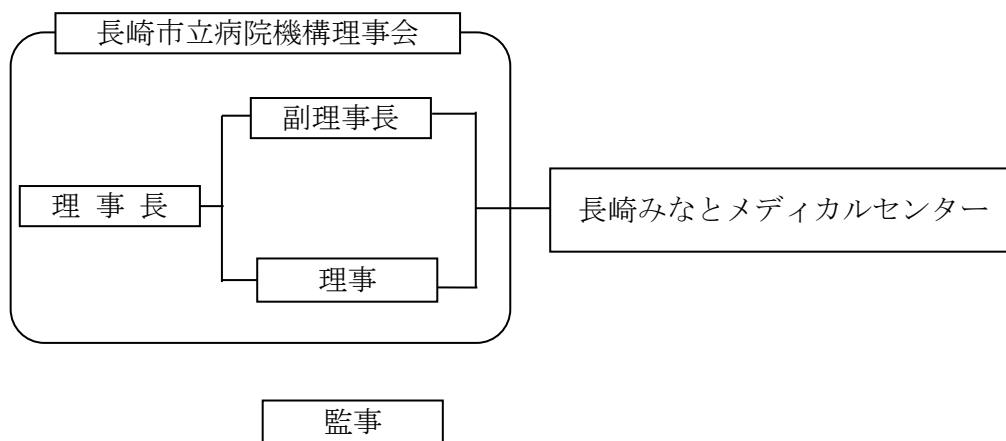 長崎市立病院機構理事会
副理事長
理 事 長
長崎みなとメディカルセンター
理事
監事